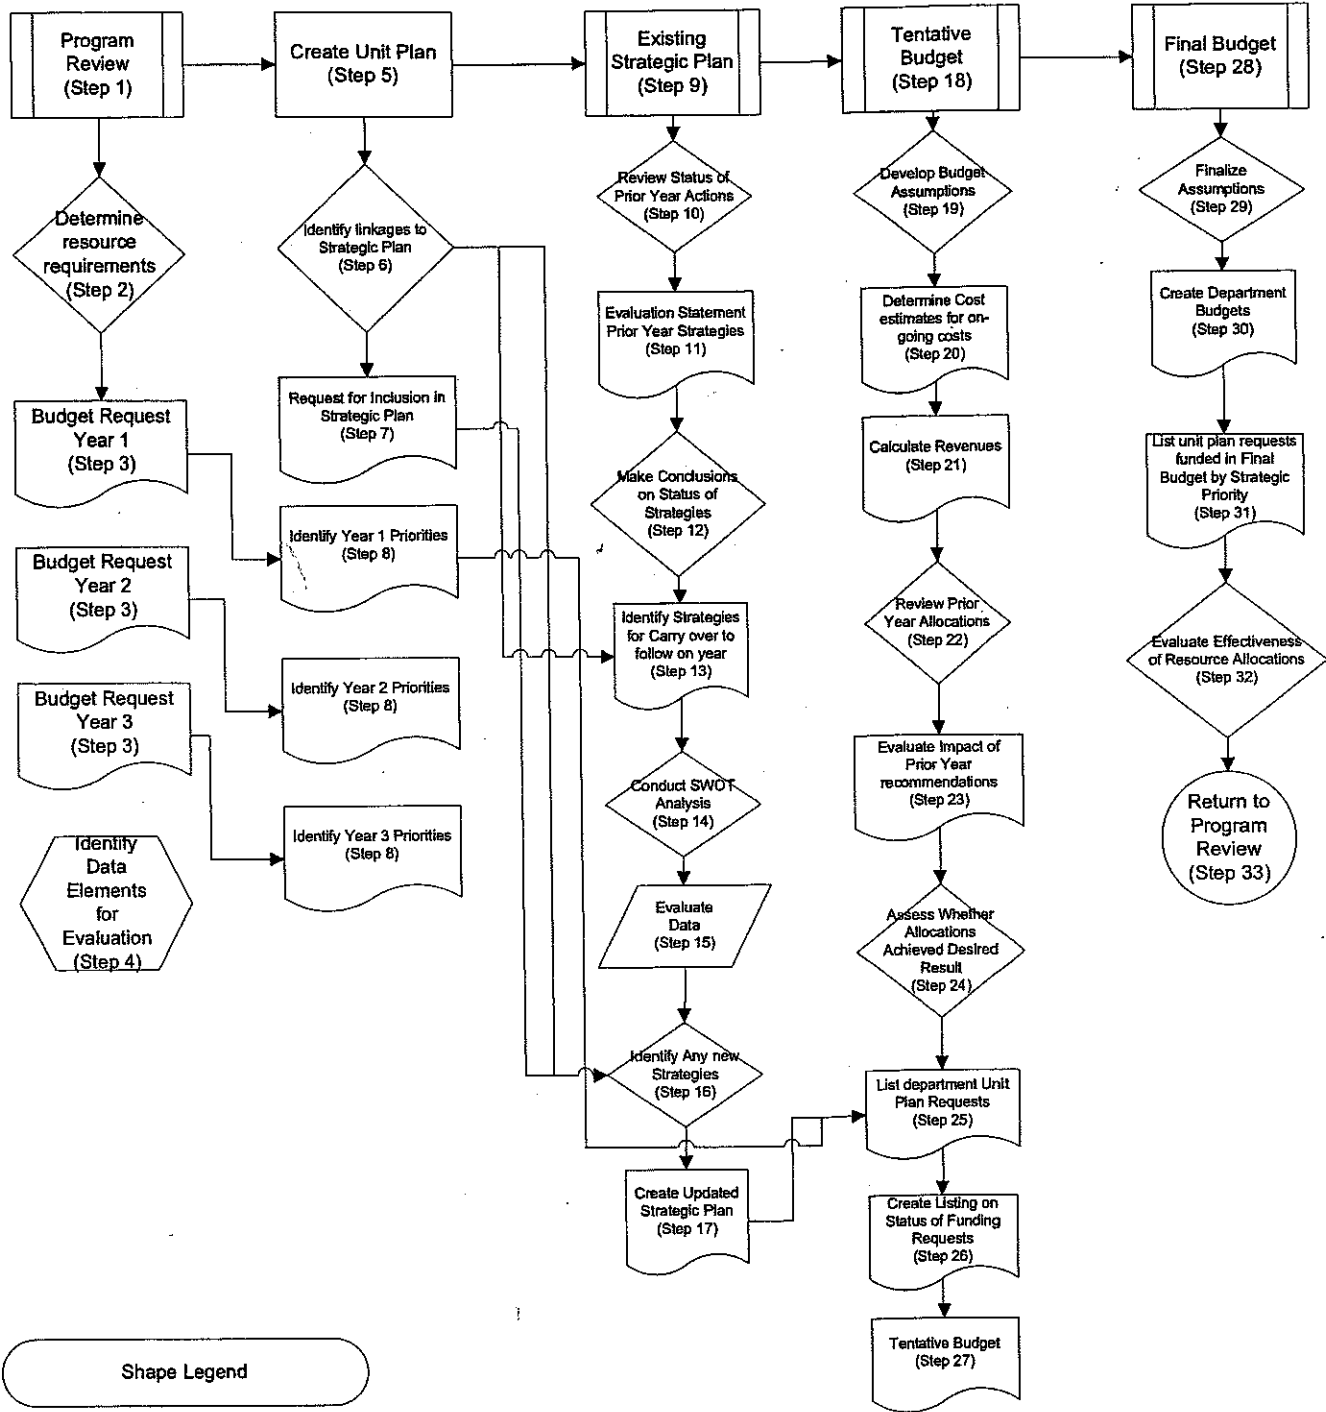 Program
Review
(Step 1)
Determine
resource
requirements
(Step 2)
Budget Request
Year 1
(Step 3)
Budget Request
Year 2
(Step 3)
Budget Request
Year 3
(Step 3)
Identify
Data
Elements
for
Evaluation
(Step 4)
Create Unit Plan
(Step 5)
Identify linkages to
Strategic Plan
(Step 6)
Request for Inclusion in
Strategic Plan
(Step 7)
Identify Year 1 Priorities
(Step 8)
Identify Year 2 Priorities
(Step 8)
Identify Year 3 Priorities
(Step 8)
Existing
Strategic Plan
(Step 9)
Review Status of
Prior Year Actions
(Step 10)
Evaluation Statement
Prior Year Strategies
(Step 11)
Make Conclusions
on Status of
Strategies
(Step 12)
Identify Strategies
for Carry over to
follow on year
(Step 13)
Conduct SWOT
Analysis
(Step 14)
Evaluate
Data
(Step 15)
Identify Any new
Strategies
(Step 16)
Create Updated
Strategic Plan
(Step 17)
Tentative
Budget
(Step 18)
Develop Budget
Assumptions
(Step 19)
Determine Cost
estimates for on-
going costs
(Step 20)
Calculate Revenues
(Step 21)
Review Prior
Year Allocations
(Step 22)
Evaluate Impact of
Prior Year
recommendations
(Step 23)
Assess Whether
Allocations
Achieved Desired
Result
(Step 24)
List department Unit
Plan Requests
(Step 25)
Create Listing on
Status of Funding
Requests
(Step 26)
Tentative Budget
(Step 27)
Final Budget
(Step 28)
Finalize
Assumptions
(Step 29)
Create Department
Budgets
(Step 30)
List unit plan requests
funded in Final
Budget by Strategic
Priority
(Step 31)
Evaluate Effectiveness
of Resource Allocations
(Step 32)
Return to
Program
Review
(Step 33)
Shape Legend